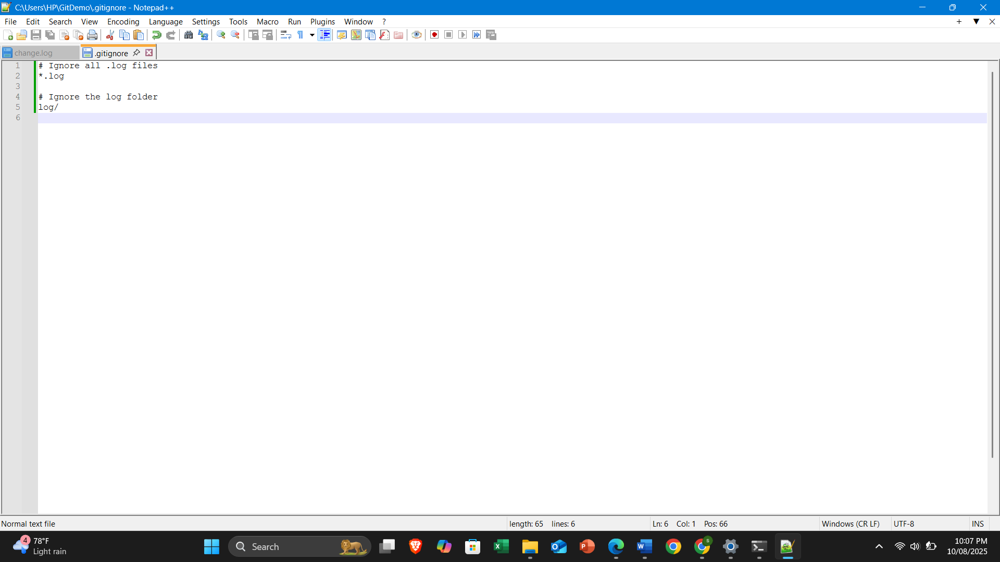 C:\Users\HP\GitDemo\.gitignore - Notepad++
File Edit Search View Encoding Language Settings Tools Macro Run Plugins Window ?
change.log .gitignore
1 # Ignore all .log files
2 *.log
3
4 # Ignore the log folder
5 log/
6
Normal text file length: 65 lines: 6 Ln: 6 Col: 1 Pos: 66 Windows (CR LF) UTF-8 INS
4 78°F
Light rain
Search
10:07 PM
10/08/2025